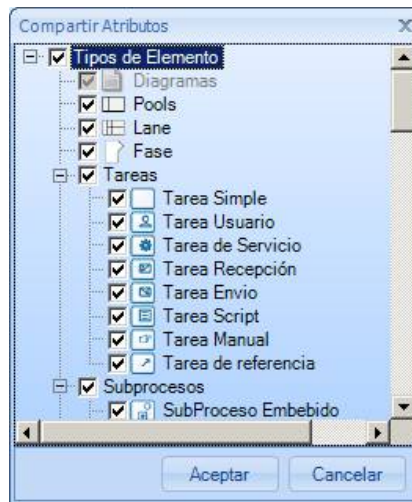 Compartir Atributos
Tipos de Elemento
Diagramas
Pools
Lane
Fase
Tareas
Tarea Simple
Tarea Usuario
Tarea de Servicio
Tarea Recepción
Tarea Envio
Tarea Script
Tarea Manual
Tarea de referencia
Subprocesos
SubProceso Embebido
Aceptar
Cancelar